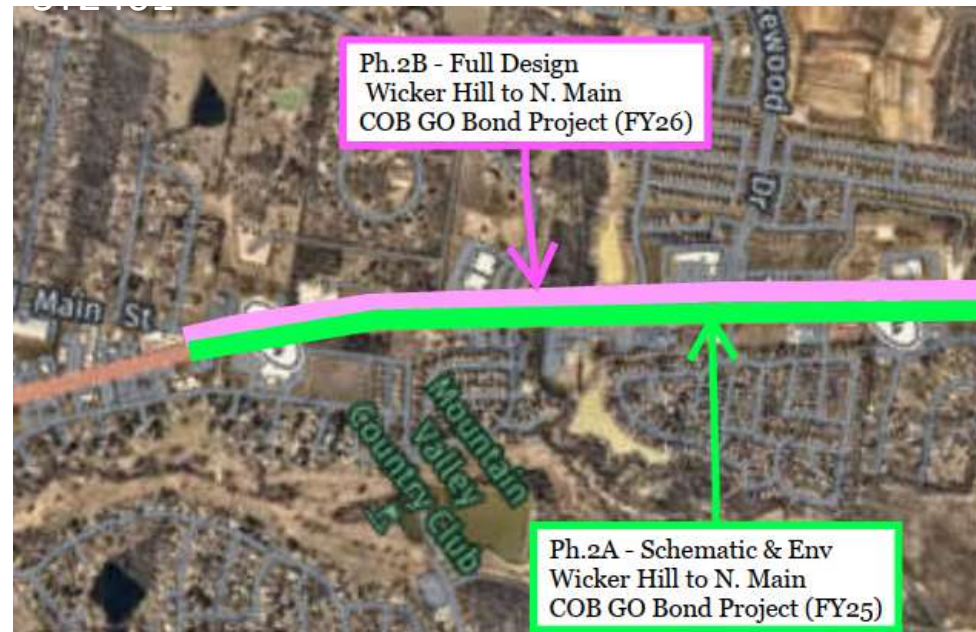 Ph.2B - Full Design
Wicker Hill to N. Main
COB GO Bond Project (FY26)
Dr
Main St
Mountain
Valley
Country Club
Ph.2A - Schematic & Env
Wicker Hill to N. Main
COB GO Bond Project (FY25)